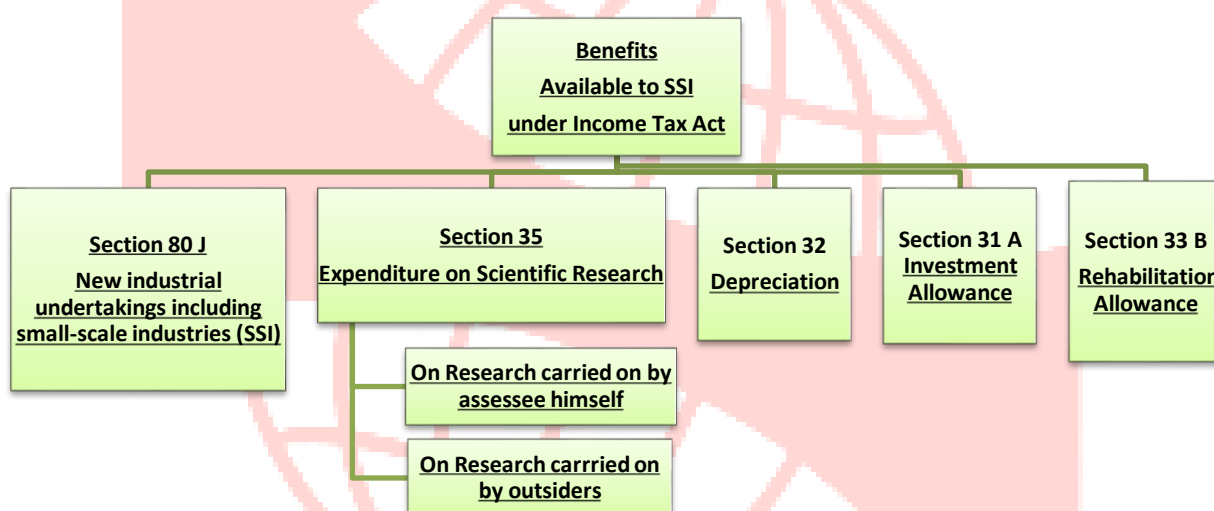 Benefits
Available to SSI
under Income Tax Act
Section 80 J
New industrial
undertakings including
small-scale industries (SSI)
Section 35
Expenditure on Scientific Research
On Research carried on by
assessee himself
On Research carrried on
by outsiders
Section 32
Depreciation
Section 31 A
Investment
Allowance
Section 33 B
Rehabilitation
Allowance